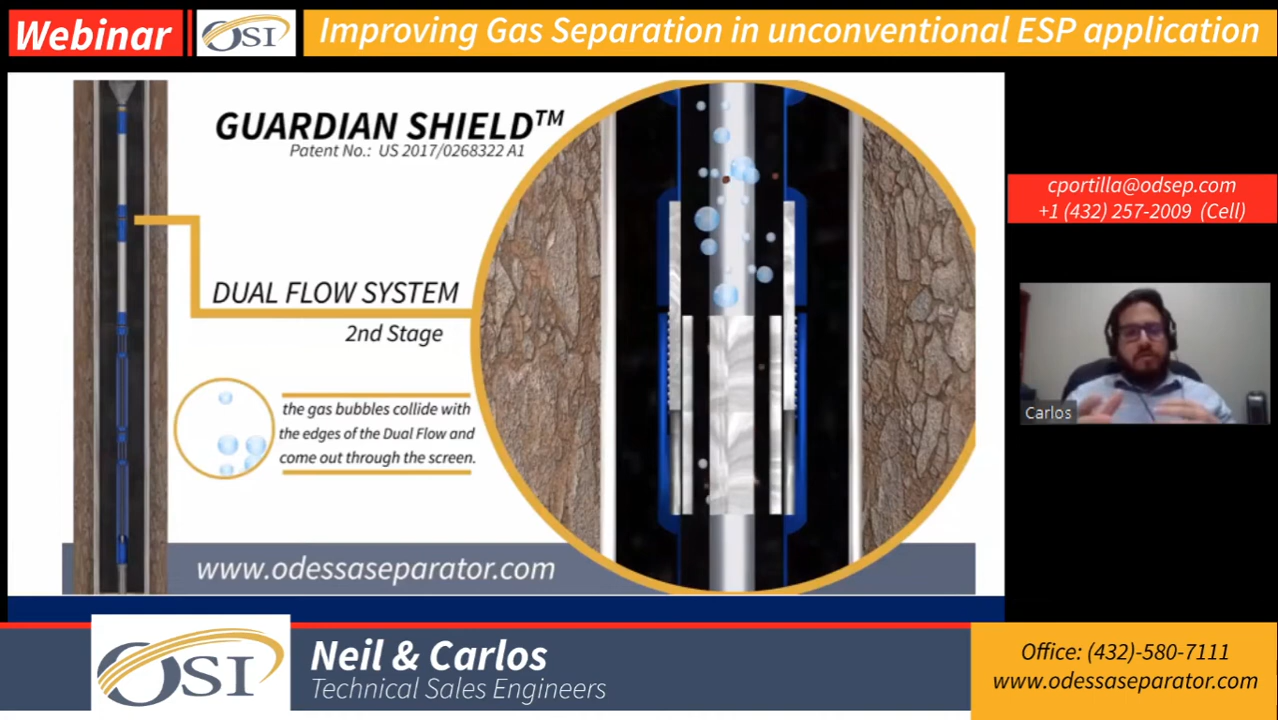 Webinar
OSI
Improving Gas Separation in unconventional ESP application
GUARDIAN SHIELD™
Patent No.: US 2017/0268322 A1
DUAL FLOW SYSTEM
2nd Stage
the gas bubbles collide with
the edges of the Dual Flow and
come out through the screen.
www.odessaseparator.com
cportilla@odsep.com
+1 (432) 257-2009 (Cell)
Carlos
OSI
Neil & Carlos
Technical Sales Engineers
Office: (432)-580-7111
www.odessaseparator.com